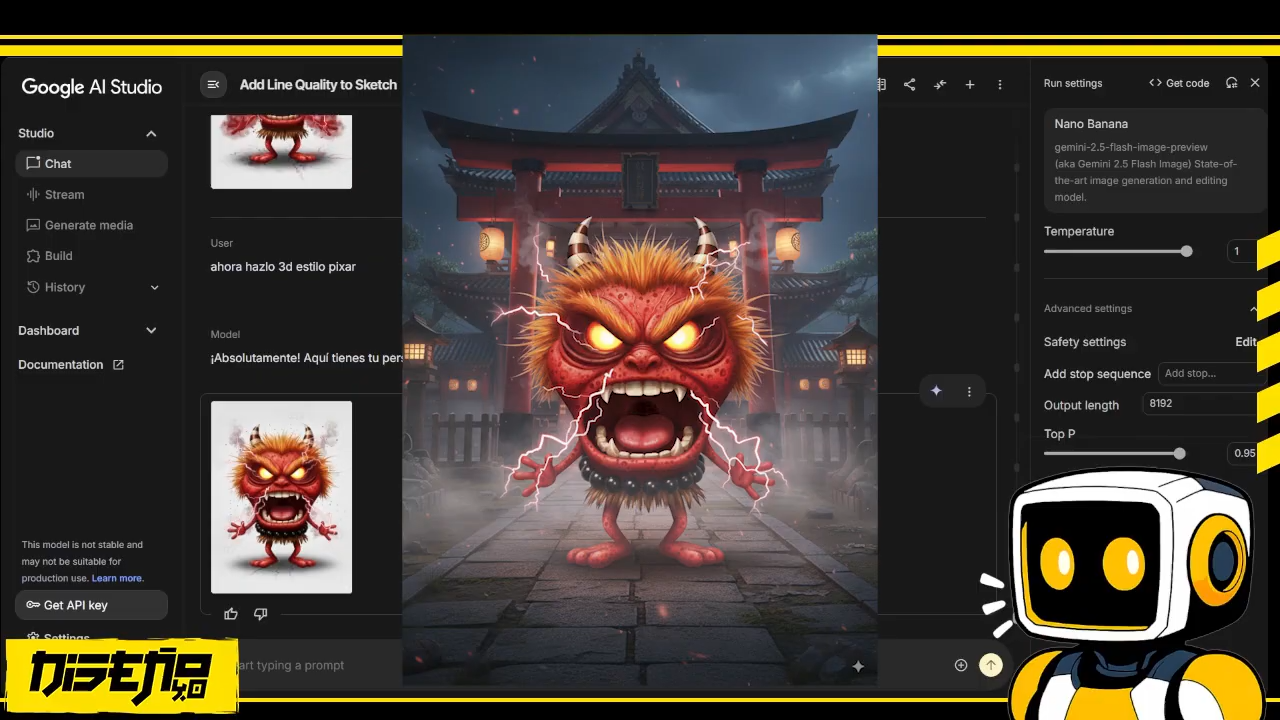 Google AI Studio
Add Line Quality to Sketch
Studio
Chat
Stream
Generate media
Build
History
Dashboard
Documentation
This model is not stable and
may not be suitable for
production use. Learn more.
Get API key
Settings
User
ahora hazlo 3d estilo pixar
Model
¡Absolutamente! Aquí tienes tu
art typing a prompt
Run settings
Get code
Nano Banana
gemini-2.5-flash-image-preview
(aka Gemini 2.5 Flash Image) State-of-
the-art image generation and editing
model.
Temperature
1
Advanced settings
Safety settings
Edit
Add stop sequence
Add stop...
Output length
8192
Top P
0.95